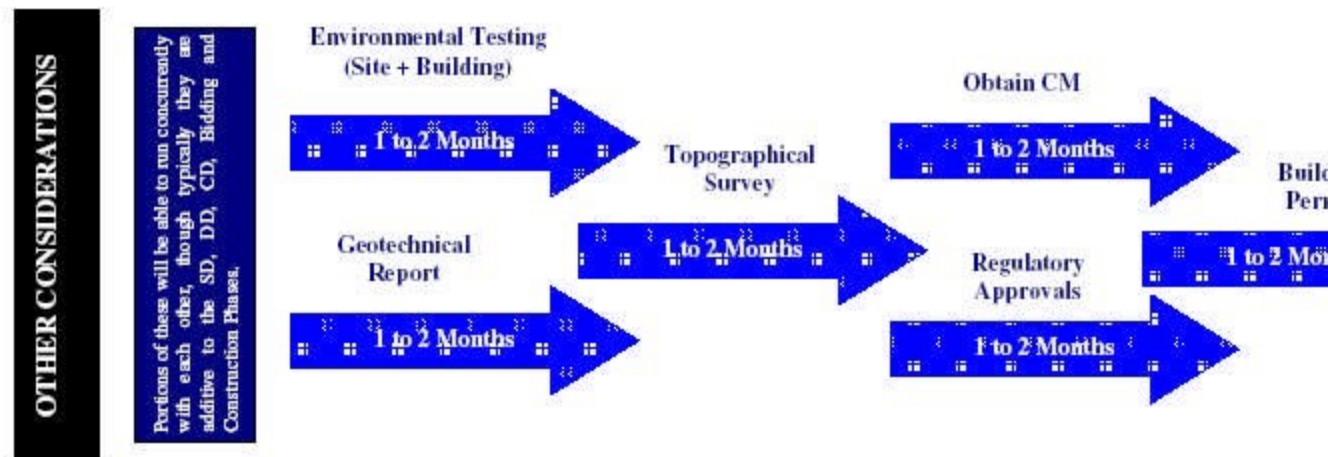 OTHER CONSIDERATIONS
Portions of these will be able to run concurrently
with each other, though typically they are
additive to the SD, DD, CD, Bidding and
Construction Phases.
Environmental Testing
(Site + Building)
1 to 2 Months
Geotechnical
Report
1 to 2 Months
Topographical
Survey
1 to 2 Months
Obtain CM
1 to 2 Months
Regulatory
Approvals
1 to 2 Months
1 to 2